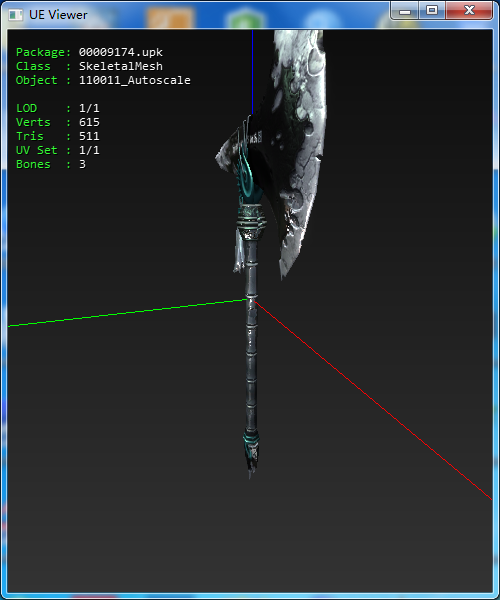 UE Viewer
Package: 00009174.upk
Class  : SkeletalMesh
Object : 110011_Autoscale
LOD    : 1/1
Verts  : 615
Tris   : 511
UV Set : 1/1
Bones  : 3